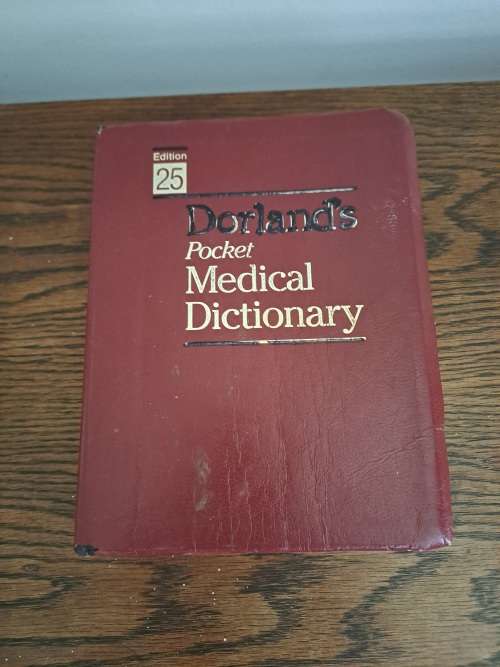 Edition
25
Dorland's
Pocket
Medical
Dictionary